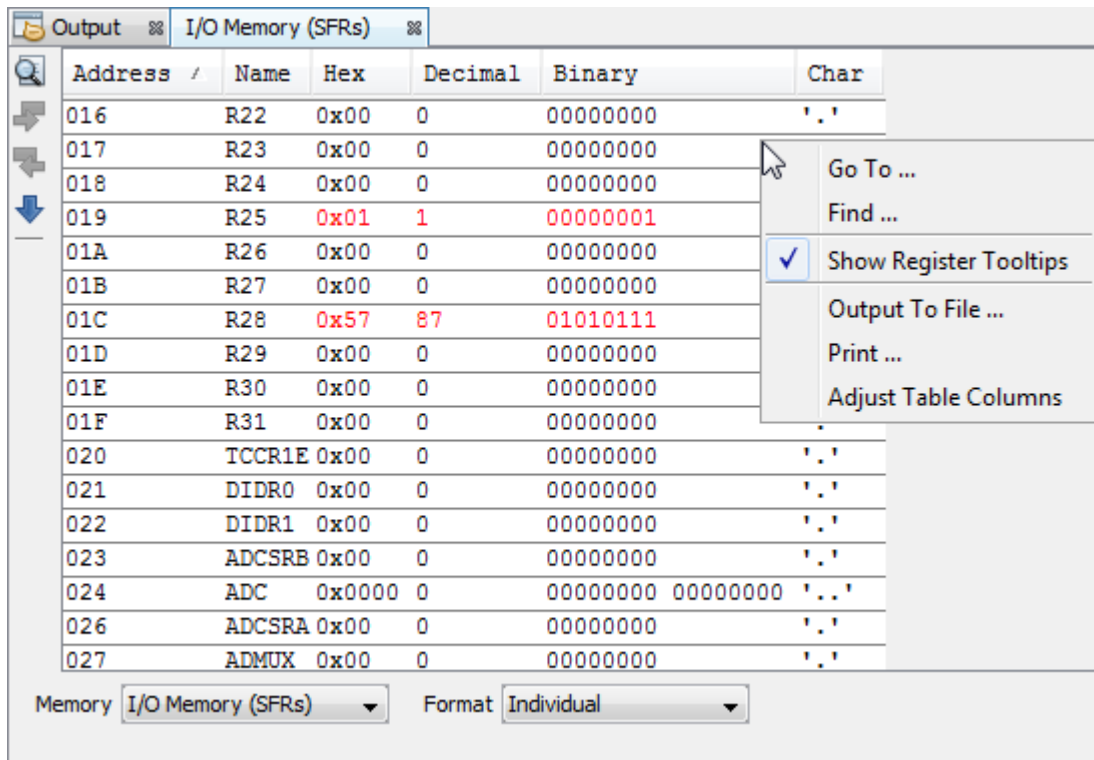 Output I/O Memory (SFRs)
Address / Name Hex Decimal Binary Char
016 R22 0x00 0 00000000 '.'
017 R23 0x00 0 00000000
018 R24 0x00 0 00000000
019 R25 0x01 1 00000001
01A R26 0x00 0 00000000
01B R27 0x00 0 00000000
01C R28 0x57 87 01010111
01D R29 0x00 0 00000000
01E R30 0x00 0 00000000
01F R31 0x00 0 00000000
020 TCCR1E 0x00 0 00000000 '.'
021 DIDR0 0x00 0 00000000 '.'
022 DIDR1 0x00 0 00000000 '.'
023 ADCSRB 0x00 0 00000000 '.'
024 ADC 0x0000 0 00000000 00000000 '..'
026 ADCSRA 0x00 0 00000000 '.'
027 ADMUX 0x00 0 00000000 '.'
Go To ...
Find ...
Show Register Tooltips
Output To File ...
Print ...
Adjust Table Columns
Memory I/O Memory (SFRs) Format Individual